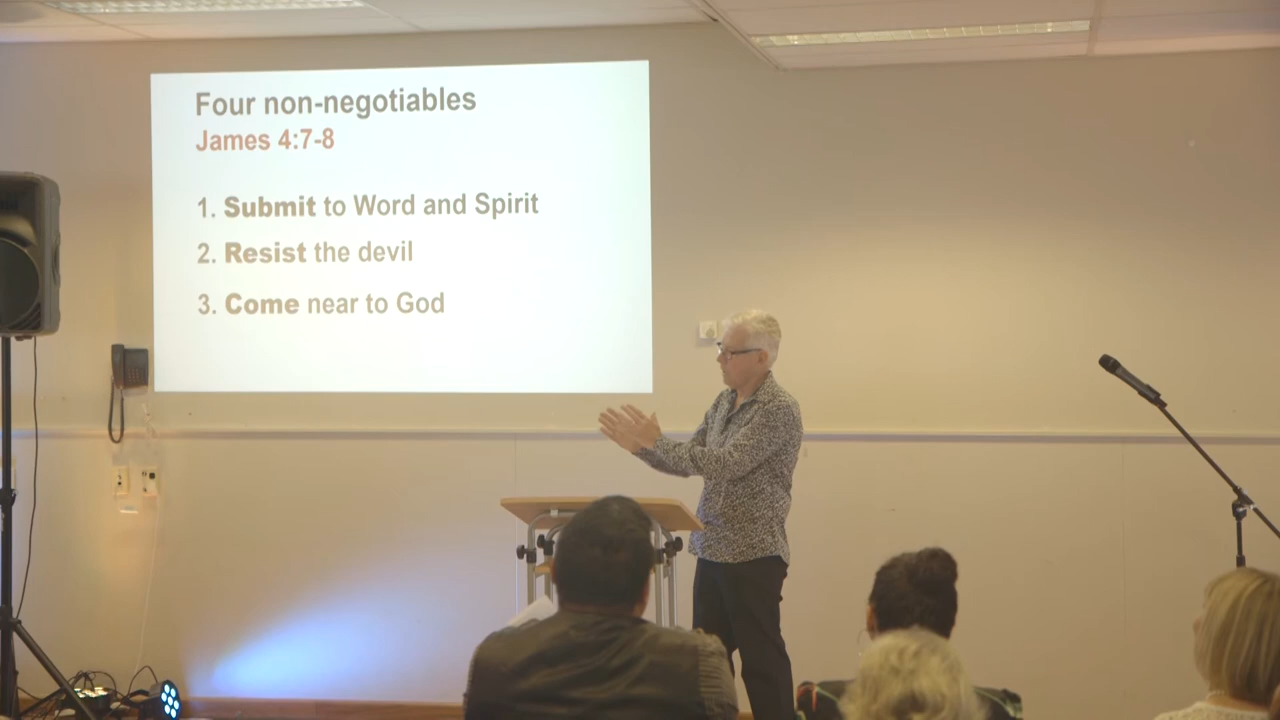 Four non-negotiables
James 4:7-8
1. Submit to Word and Spirit
2. Resist the devil
3. Come near to God